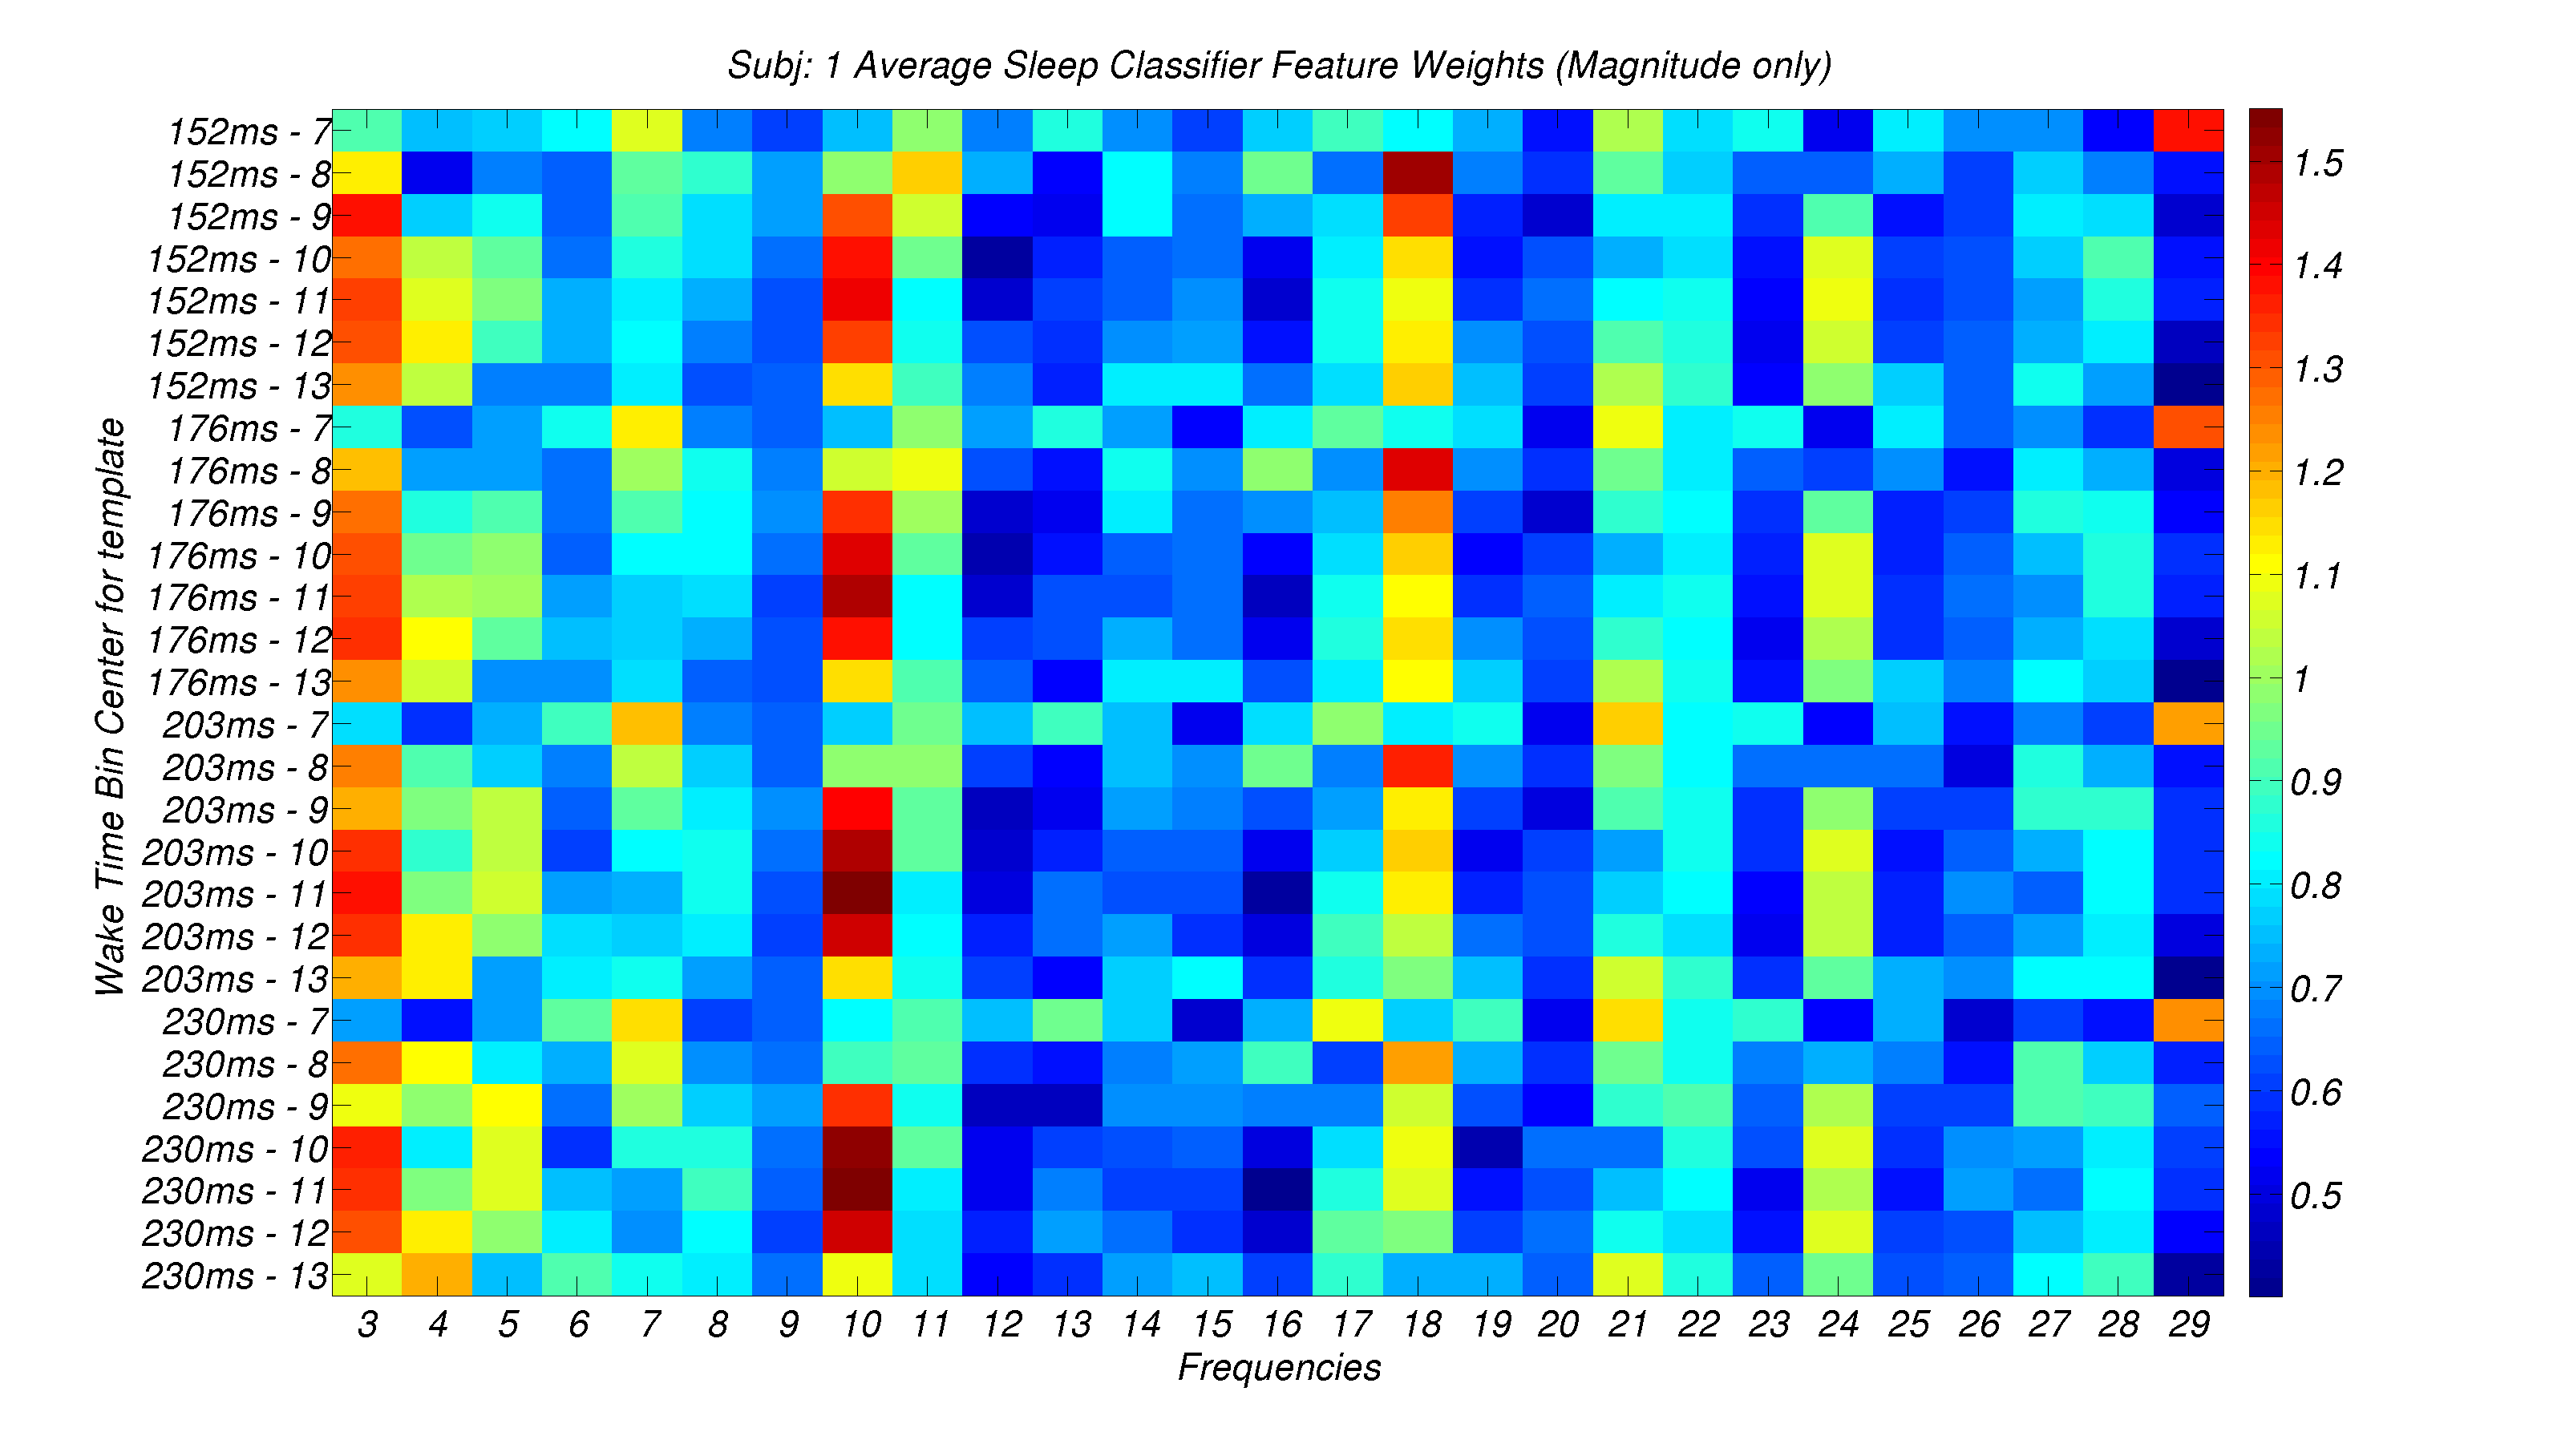 Subj: 1 Average Sleep Classifier Feature Weights (Magnitude only)
Wake Time Bin Center for template
152ms - 7
152ms - 8
152ms - 9
152ms - 10
152ms - 11
152ms - 12
152ms - 13
176ms - 7
176ms - 8
176ms - 9
176ms - 10
176ms - 11
176ms - 12
176ms - 13
203ms - 7
203ms - 8
203ms - 9
203ms - 10
203ms - 11
203ms - 12
203ms - 13
230ms - 7
230ms - 8
230ms - 9
230ms - 10
230ms - 11
230ms - 12
230ms - 13
3 4 5 6 7 8 9 10 11 12 13 14 15 16 17 18 19 20 21 22 23 24 25 26 27 28 29
Frequencies
1.5
1.4
1.3
1.2
1.1
1
0.9
0.8
0.7
0.6
0.5